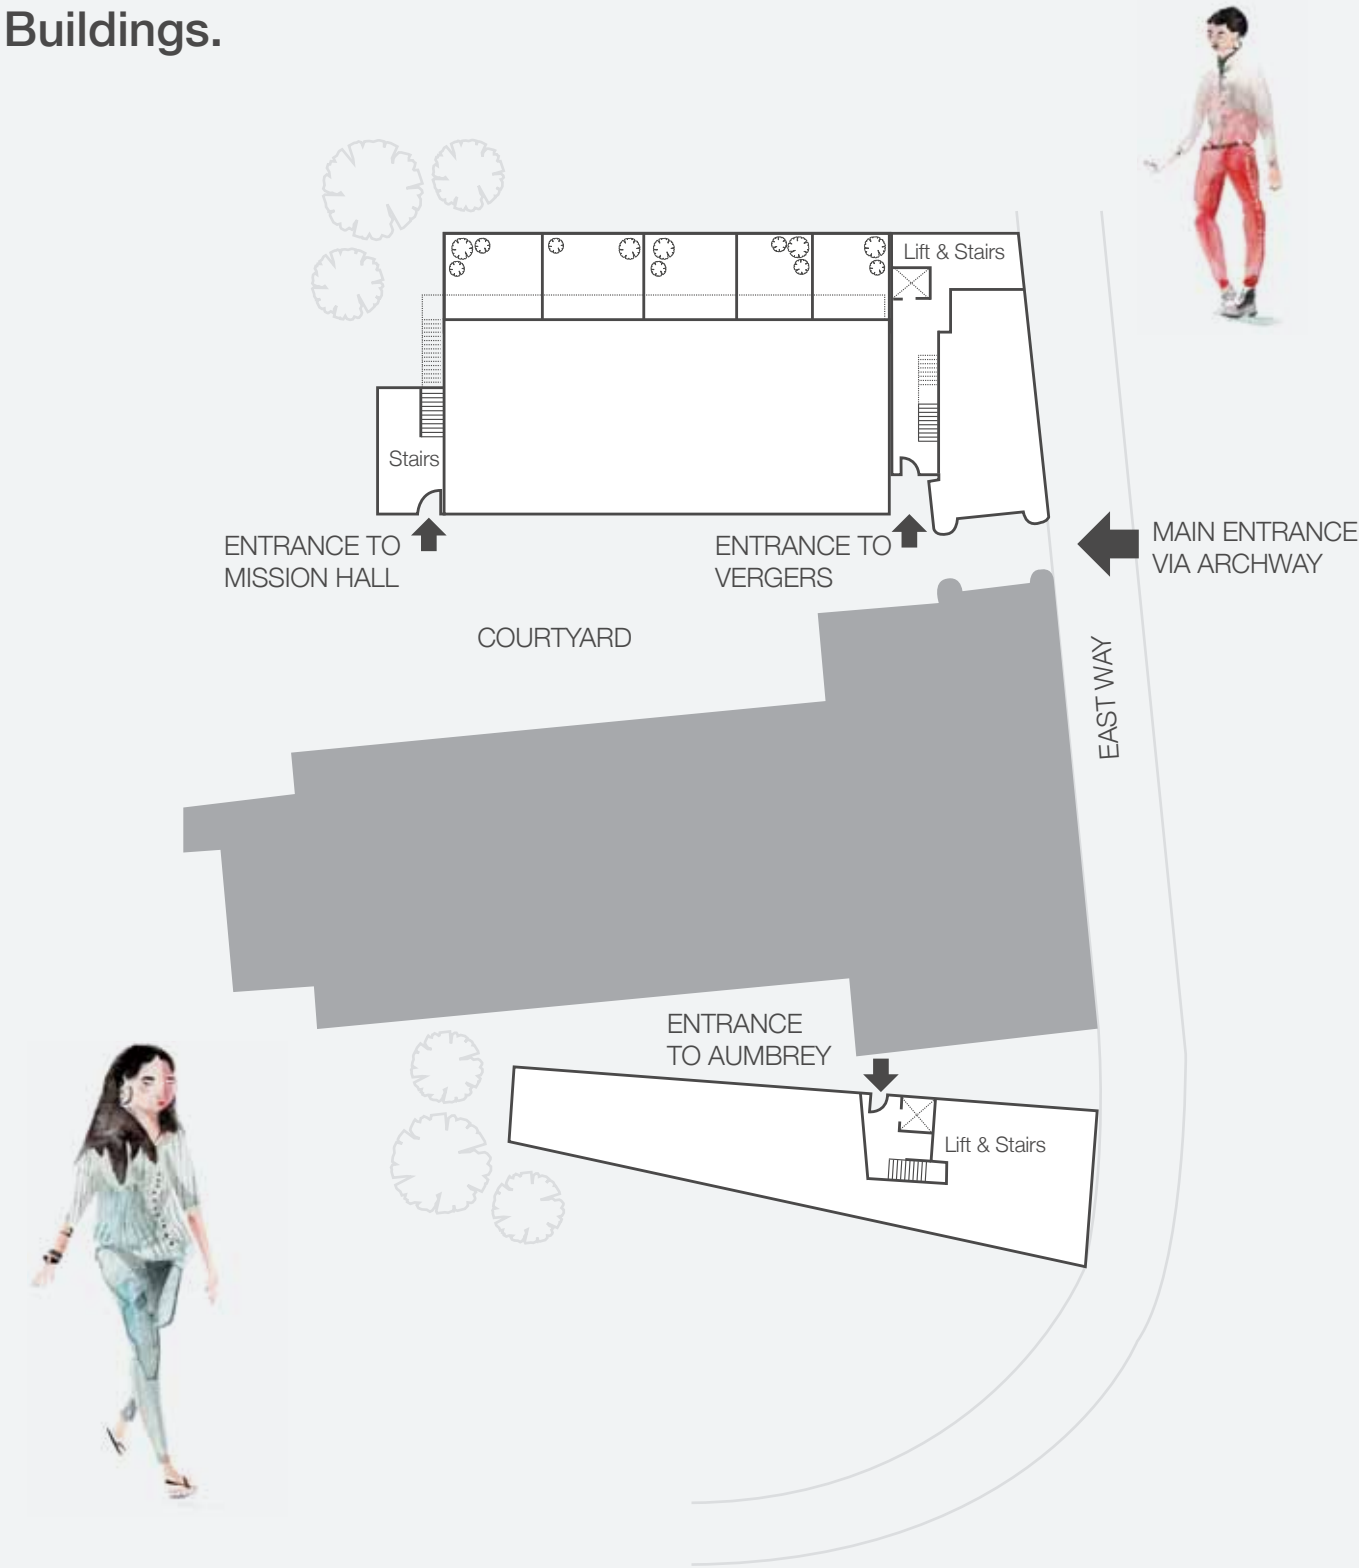 Buildings.
Lift & Stairs
Stairs
ENTRANCE TO
MISSION HALL
ENTRANCE TO
VERGERS
MAIN ENTRANCE
VIA ARCHWAY
COURTYARD
EAST WAY
ENTRANCE
TO AUMBREY
Lift & Stairs